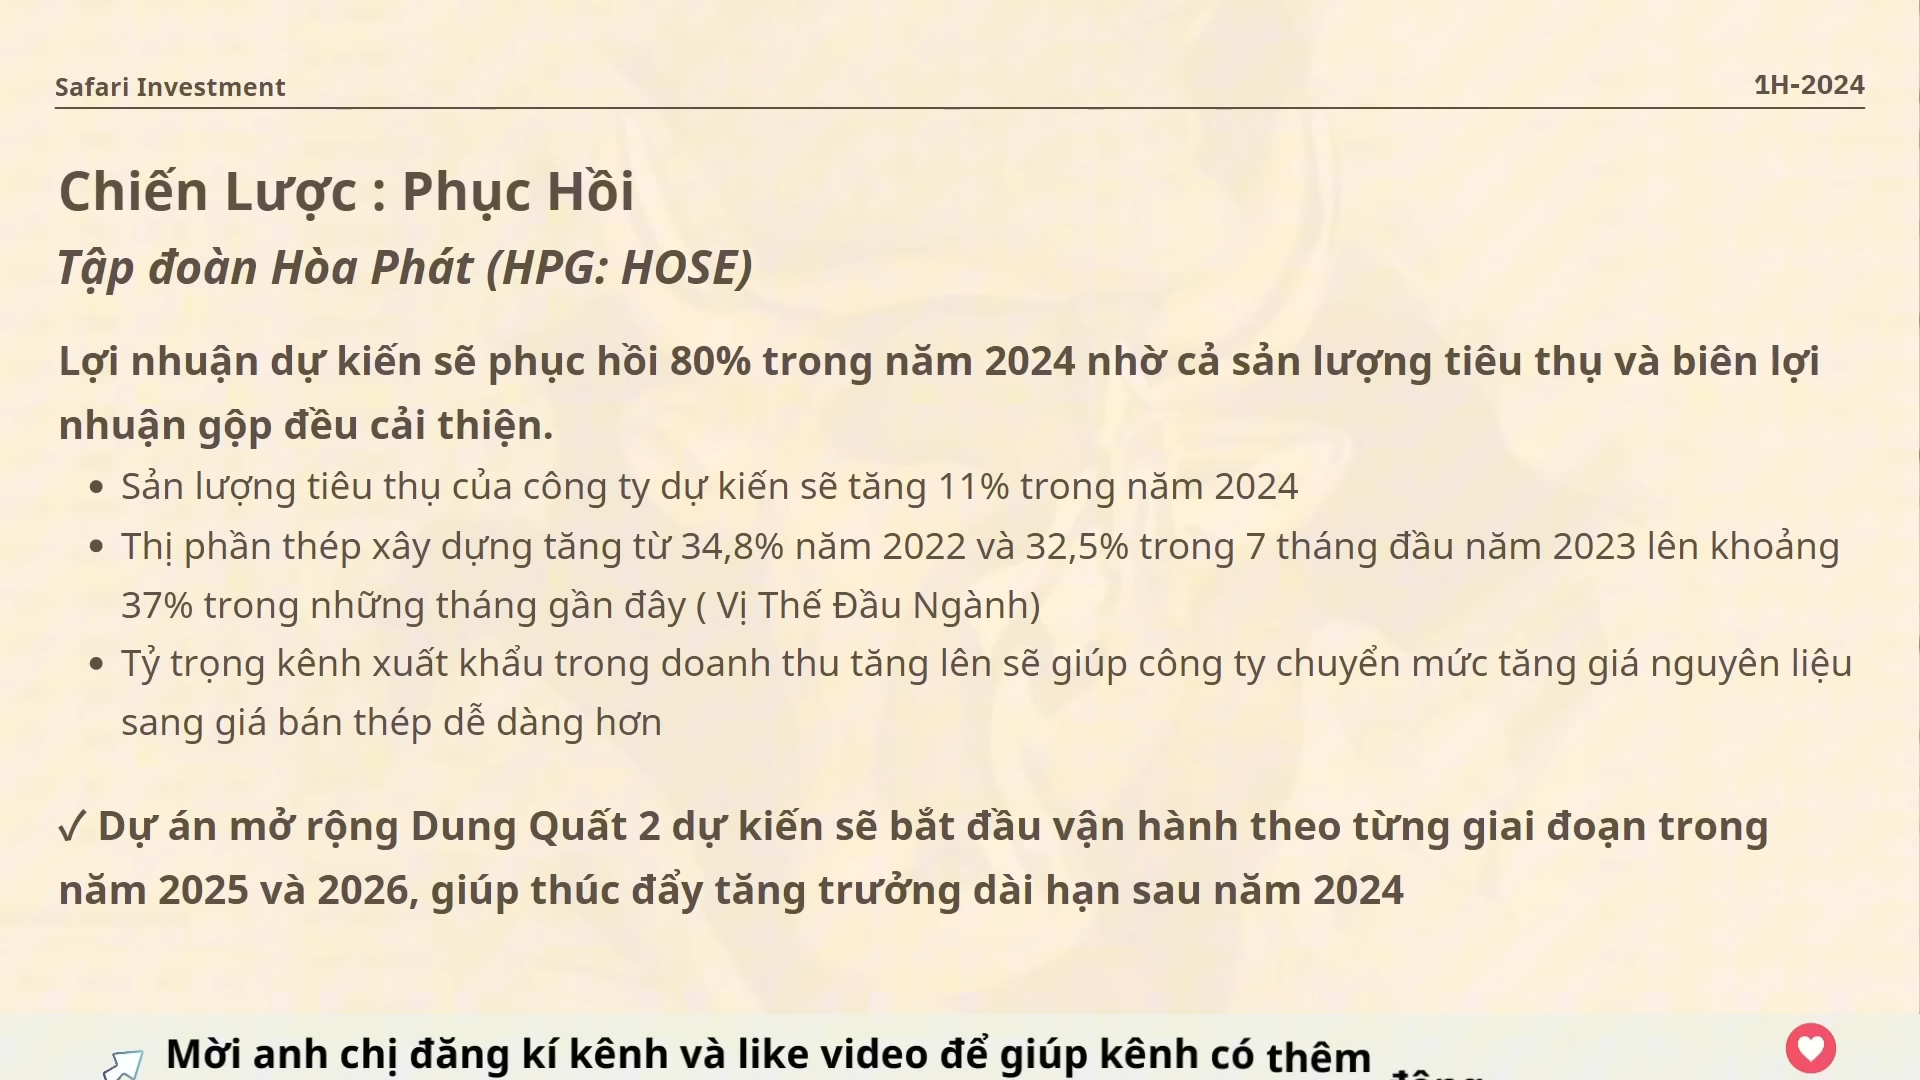 Safari Investment
1H-2024
Chiến Lược : Phục Hồi
Tập đoàn Hòa Phát (HPG: HOSE)
Lợi nhuận dự kiến sẽ phục hồi 80% trong năm 2024 nhờ cả sản lượng tiêu thụ và biên lợi
nhuận gộp đều cải thiện.
• Sản lượng tiêu thụ của công ty dự kiến sẽ tăng 11% trong năm 2024
• Thị phần thép xây dựng tăng từ 34,8% năm 2022 và 32,5% trong 7 tháng đầu năm 2023 lên khoảng
37% trong những tháng gần đây ( Vị Thế Đầu Ngành)
• Tỷ trọng kênh xuất khẩu trong doanh thu tăng lên sẽ giúp công ty chuyển mức tăng giá nguyên liệu
sang giá bán thép dễ dàng hơn
✓ Dự án mở rộng Dung Quất 2 dự kiến sẽ bắt đầu vận hành theo từng giai đoạn trong
năm 2025 và 2026, giúp thúc đẩy tăng trưởng dài hạn sau năm 2024
Mời anh chị đăng kí kênh và like video để giúp kênh có thêm